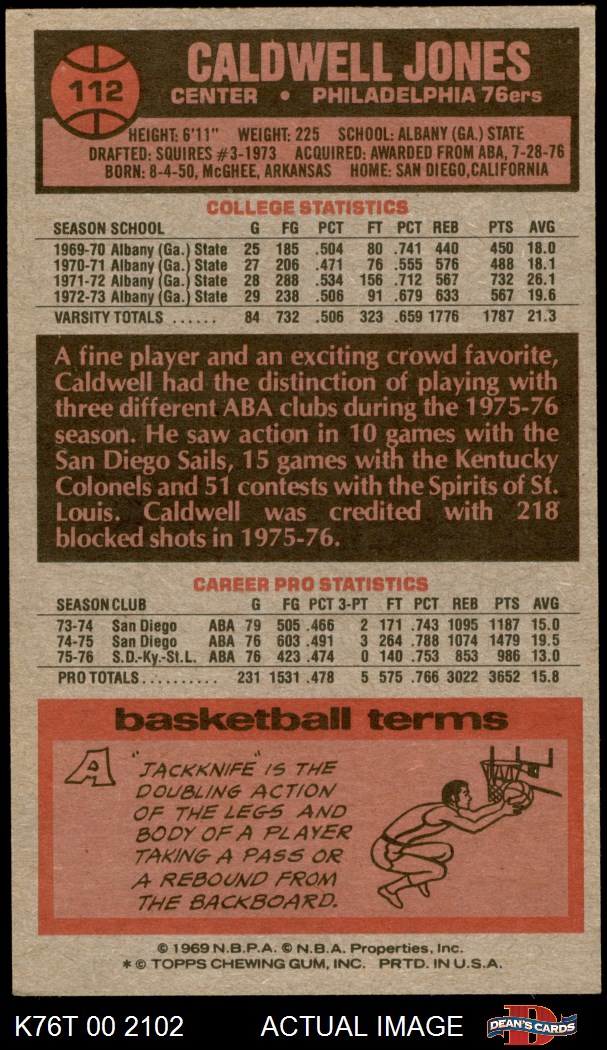 112
CALDWELL JONES
CENTER • PHILADELPHIA 76ers
HEIGHT: 6'11" WEIGHT: 225 SCHOOL: ALBANY (GA.) STATE
DRAFTED: SQUIRES #3-1973 ACQUIRED: AWARDED FROM ABA, 7-28-76
BORN: 8-4-50, McGHEE, ARKANSAS HOME: SAN DIEGO, CALIFORNIA
COLLEGE STATISTICS
SEASON SCHOOL G FG PCT FT PCT REB PTS AVG
1969-70 Albany (Ga.) State 25 185 .504 80 .741 440 450 18.0
1970-71 Albany (Ga.) State 27 206 .471 76 .555 576 488 18.1
1971-72 Albany (Ga.) State 28 288 .534 156 .712 567 732 26.1
1972-73 Albany (Ga.) State 29 238 .506 91 .679 633 567 19.6
VARSITY TOTALS ...... 84 732 .506 323 .659 1776 1787 21.3
A fine player and an exciting crowd favorite,
Caldwell had the distinction of playing with
three different ABA clubs during the 1975-76
season. He saw action in 10 games with the
San Diego Sails, 15 games with the Kentucky
Colonels and 51 contests with the Spirits of St.
Louis. Caldwell was credited with 218
blocked shots in 1975-76.
CAREER PRO STATISTICS
SEASON CLUB G FG PCT 3-PT FT PCT REB PTS AVG
73-74 San Diego ABA 79 505 .466 2 171 .743 1095 1187 15.0
74-75 San Diego ABA 76 603 .491 3 264 .788 1074 1479 19.5
75-76 S.D.-Ky.-St.L. ABA 76 423 .474 0 140 .753 853 986 13.0
PRO TOTALS.......... 231 1531 .478 5 575 .766 3022 3652 15.8
basketball terms
A "JACKKNIFE" IS THE
DOUBLING ACTION
OF THE LEGS AND
BODY OF A PLAYER
TAKING A PASS OR
A REBOUND FROM
THE BACKBOARD.
© 1969 N.B.P.A. © N.B.A. Properties, Inc.
* © TOPPS CHEWING GUM, INC. PRTD. IN U.S.A.
K76T 00 2102 ACTUAL IMAGE
D
DEAN'S CARDS